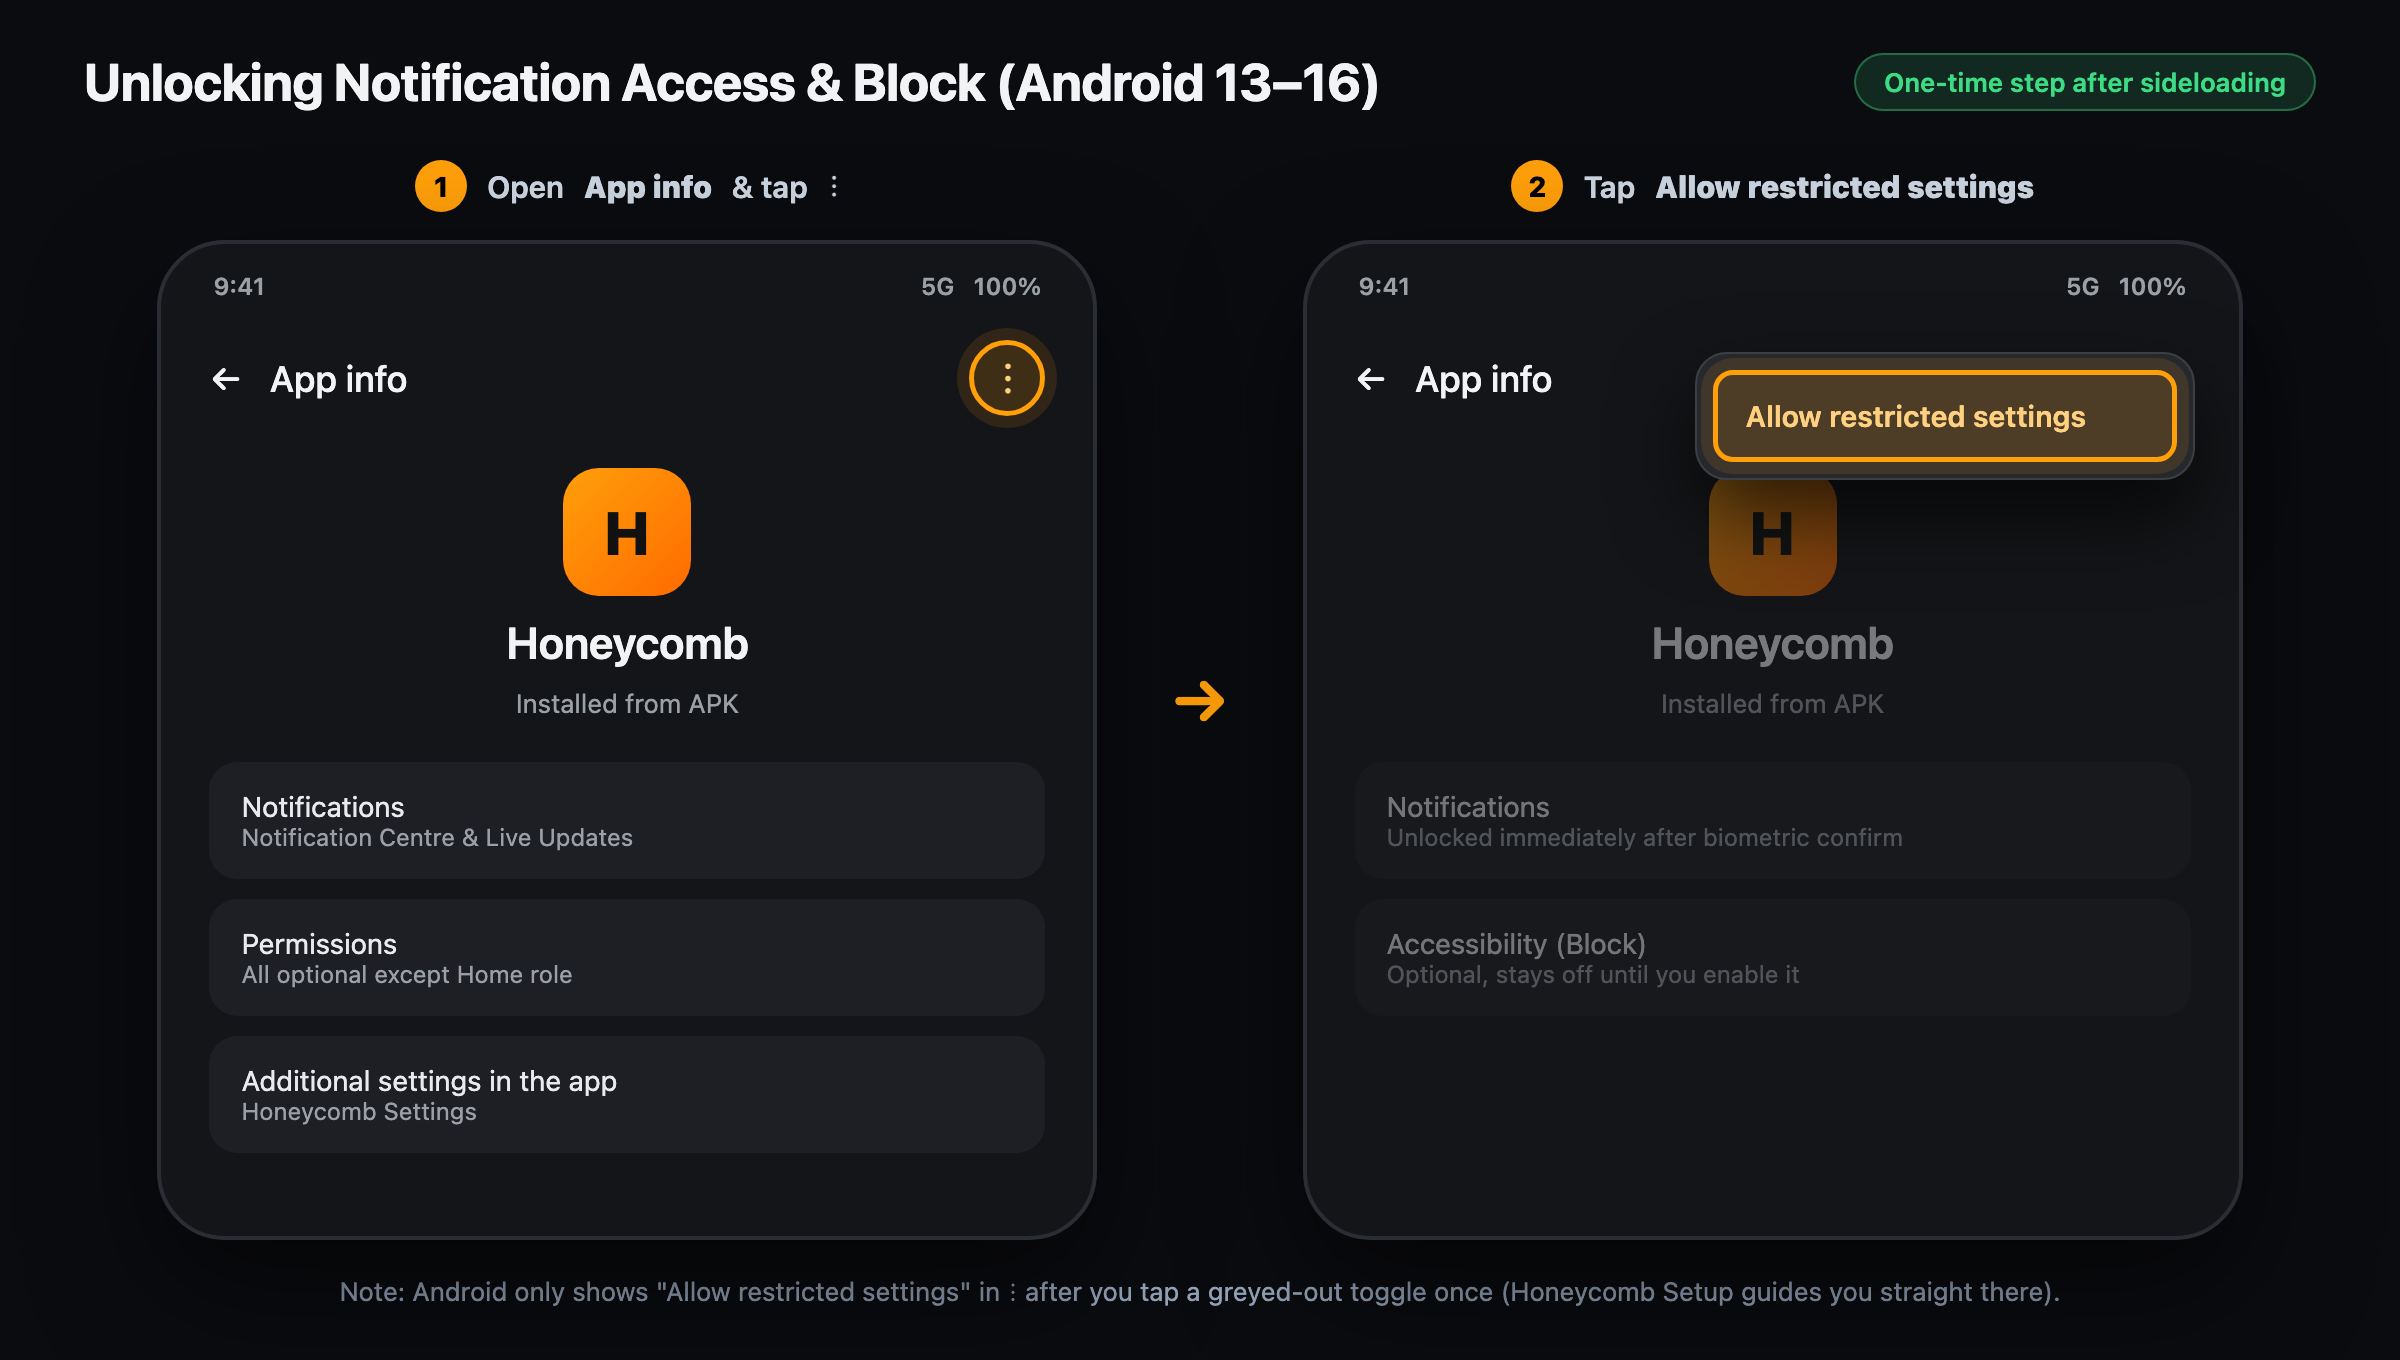 Unlocking Notification Access & Block (Android 13–16)
One-time step after sideloading
1 Open App info & tap ⋮
2 Tap Allow restricted settings
9:41 5G 100%
← App info ⋮
H
Honeycomb
Installed from APK
Notifications
Notification Centre & Live Updates
Permissions
All optional except Home role
Additional settings in the app
Honeycomb Settings
→
9:41 5G 100%
← App info
Allow restricted settings
H
Honeycomb
Installed from APK
Notifications
Unlocked immediately after biometric confirm
Accessibility (Block)
Optional, stays off until you enable it
Note: Android only shows "Allow restricted settings" in ⋮ after you tap a greyed-out toggle once (Honeycomb Setup guides you straight there).